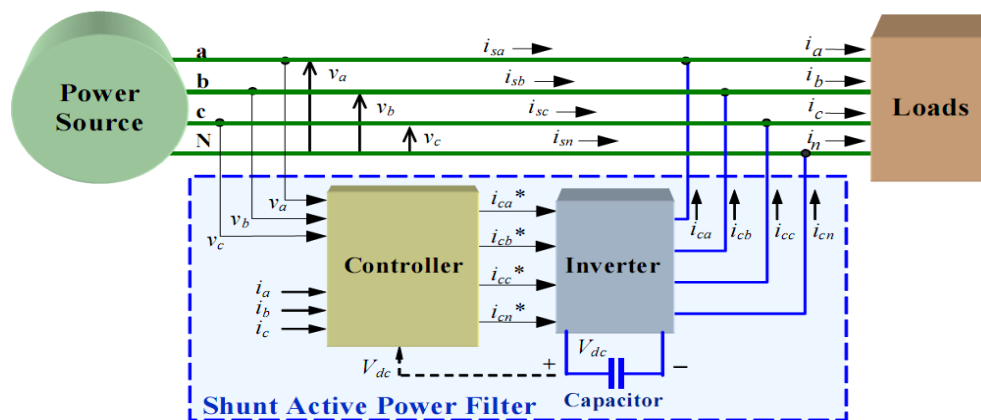 a
i_sa
i_a
v_a
b
i_sb
i_b
Power
Source
v_b
Loads
c
i_sc
i_c
N
v_c
i_sn
i_n
v_a
v_b
v_c
i_ca*
i_cb*
i_cc*
i_cn*
i_ca
i_cb
i_cc
i_cn
Controller
Inverter
i_a
i_b
i_c
V_dc
+
V_dc
−
Capacitor
Shunt Active Power Filter